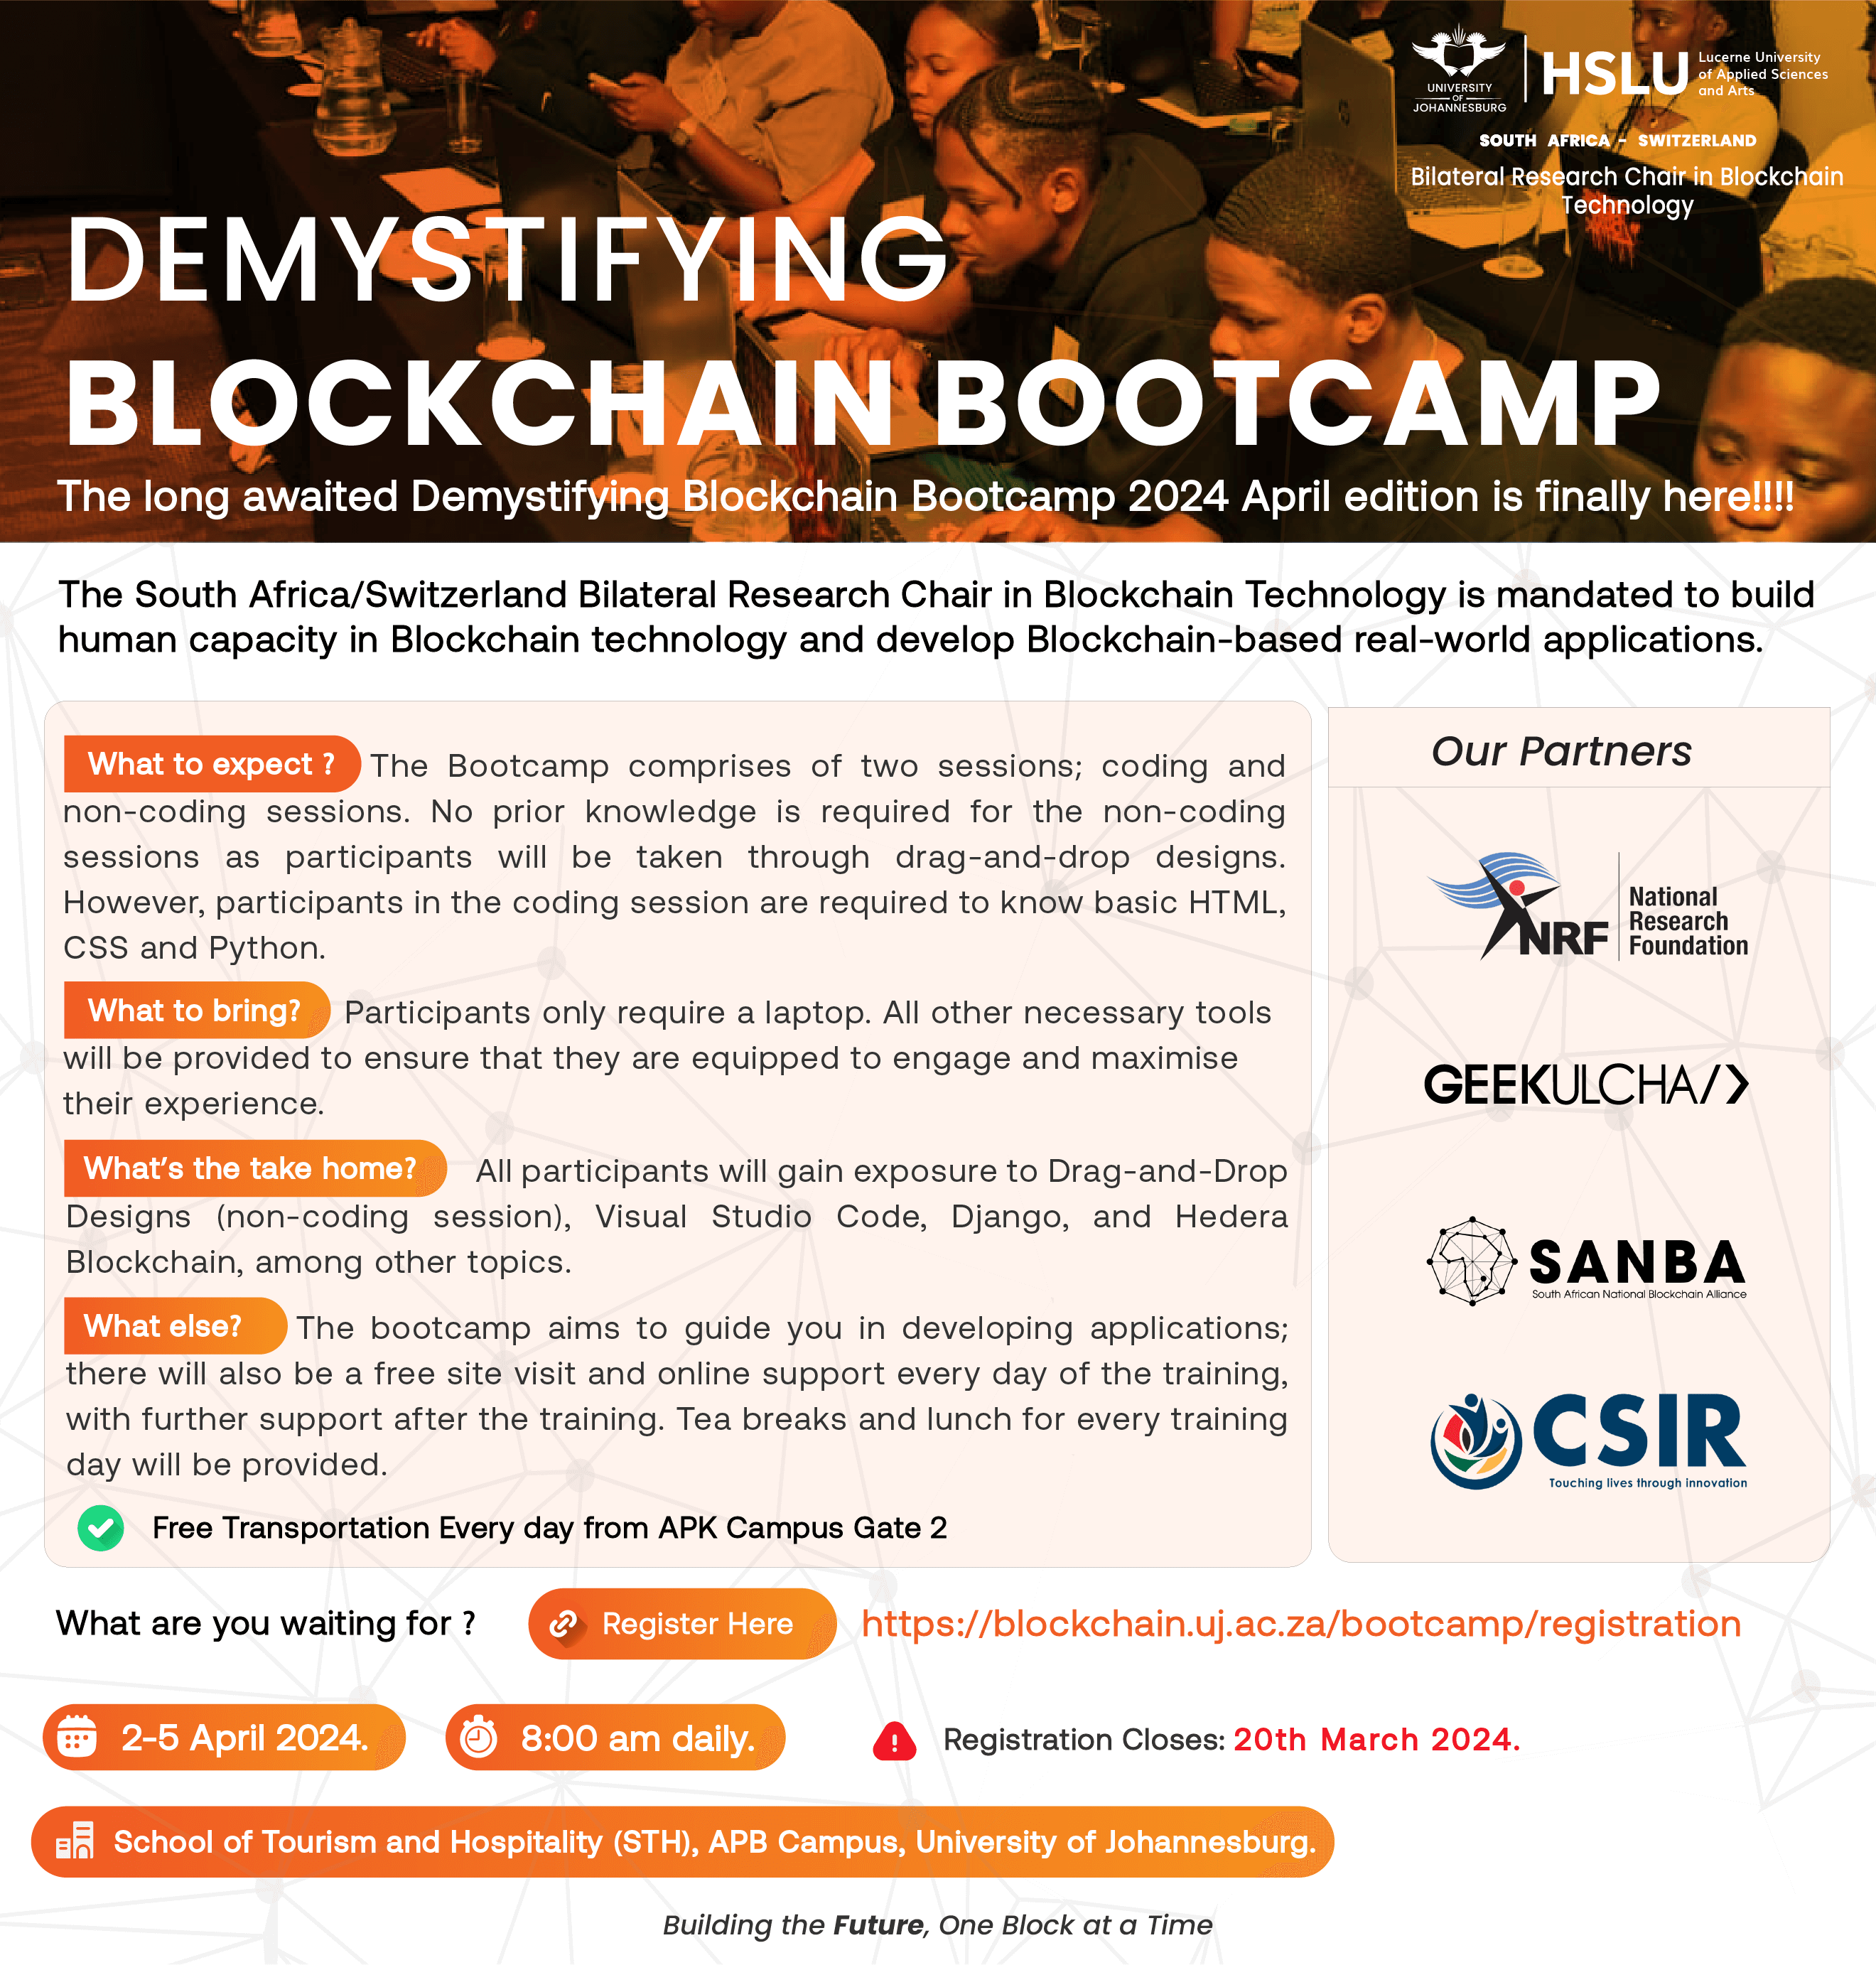 UNIVERSITY
OF
JOHANNESBURG
HSLU
Lucerne University
of Applied Sciences
and Arts
SOUTH AFRICA - SWITZERLAND
Bilateral Research Chair in Blockchain
Technology
DEMYSTIFYING
BLOCKCHAIN BOOTCAMP
The long awaited Demystifying Blockchain Bootcamp 2024 April edition is finally here!!!!
The South Africa/Switzerland Bilateral Research Chair in Blockchain Technology is mandated to build
human capacity in Blockchain technology and develop Blockchain-based real-world applications.
What to expect ? The Bootcamp comprises of two sessions; coding and
non-coding sessions. No prior knowledge is required for the non-coding
sessions as participants will be taken through drag-and-drop designs.
However, participants in the coding session are required to know basic HTML,
CSS and Python.
What to bring? Participants only require a laptop. All other necessary tools
will be provided to ensure that they are equipped to engage and maximise
their experience.
What's the take home? All participants will gain exposure to Drag-and-Drop
Designs (non-coding session), Visual Studio Code, Django, and Hedera
Blockchain, among other topics.
What else? The bootcamp aims to guide you in developing applications;
there will also be a free site visit and online support every day of the training,
with further support after the training. Tea breaks and lunch for every training
day will be provided.
Free Transportation Every day from APK Campus Gate 2
Our Partners
NRF
National
Research
Foundation
GEEKULCHA
SANBA
South African National Blockchain Alliance
CSIR
Touching lives through innovation
What are you waiting for ?
Register Here
https://blockchain.uj.ac.za/bootcamp/registration
2-5 April 2024.
8:00 am daily.
Registration Closes: 20th March 2024.
School of Tourism and Hospitality (STH), APB Campus, University of Johannesburg.
Building the Future, One Block at a Time